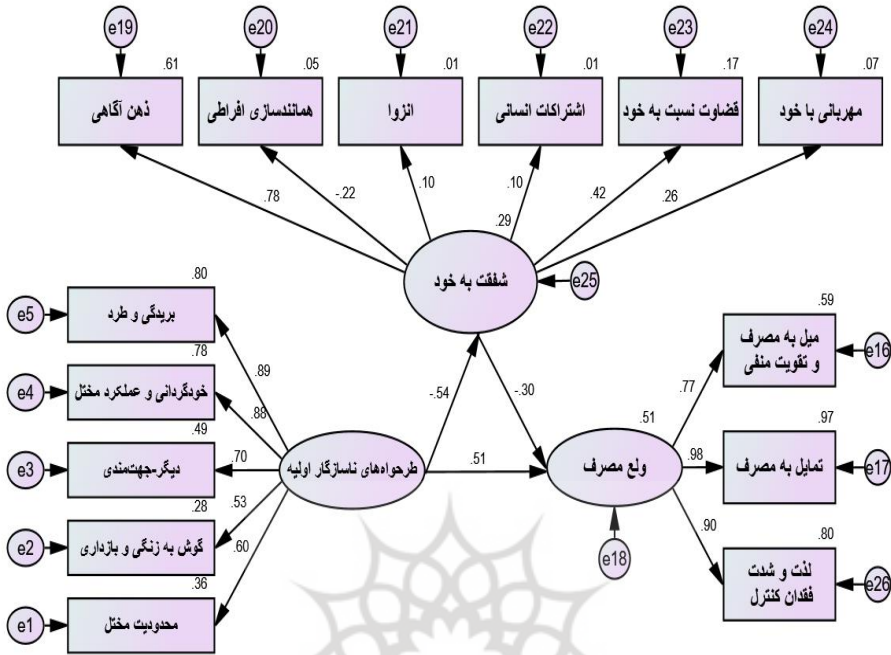 e19 e20 e21 e22 e23 e24
.61 .05 .01 .01 .17 .07
ذهن آگاهی
همانندسازی افراطی
انزوا
اشتراکات انسانی
قضاوت نسبت به خود
مهربانی با خود
.78 -.22 .10 .10 .42 .26
.29
شفقت به خود
e25
.80
e5
بریدگی و طرد
.78
e4
خودگردانی و عملکرد مختل
.49
e3
دیگر-جهت‌مندی
.28
e2
گوش به زنگی و بازداری
.36
e1
محدودیت مختل
.89
.88
.70
.53
.60
طرحواه‌های ناسازگار اولیه
-.54
-.30
.51
.51
ولع مصرف
e18
.77
.98
.90
.59
میل به مصرف
و تقویت منفی
e16
.97
تمایل به مصرف
e17
.80
لذت و شدت
فقدان کنترل
e26